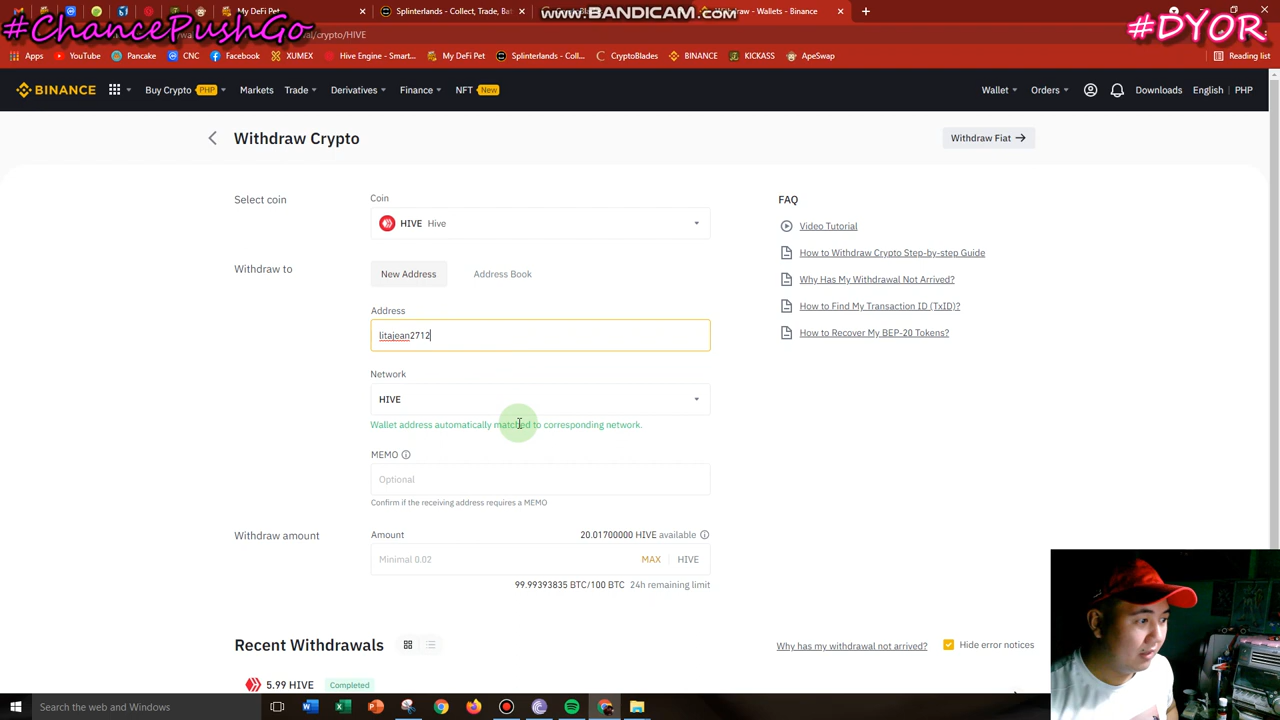 www.BANDICAM.com
#ChancePushGo
#DYOR
My DeFi Pet
Splinterlands - Collect, Trade, Bat
Withdraw - Wallets - Binance
al/crypto/HIVE
Apps
YouTube
Pancake
CNC
Facebook
XUMEX
Hive Engine - Smart...
My DeFi Pet
Splinterlands - Coll...
CryptoBlades
BINANCE
KICKASS
ApeSwap
Reading list
BINANCE
Buy Crypto PHP
Markets
Trade
Derivatives
Finance
NFT New
Wallet
Orders
Downloads
English | PHP
Withdraw Crypto
Withdraw Fiat
Select coin
Coin
HIVE Hive
Withdraw to
New Address
Address Book
Address
litajean2712
Network
HIVE
Wallet address automatically matched to corresponding network.
MEMO
Optional
Confirm if the receiving address requires a MEMO
Withdraw amount
Amount
20.01700000 HIVE available
Minimal 0.02
MAX | HIVE
99.99393835 BTC/100 BTC 24h remaining limit
FAQ
Video Tutorial
How to Withdraw Crypto Step-by-step Guide
Why Has My Withdrawal Not Arrived?
How to Find My Transaction ID (TxID)?
How to Recover My BEP-20 Tokens?
Recent Withdrawals
Why has my withdrawal not arrived?
Hide error notices
5.99 HIVE
Completed
Search the web and Windows